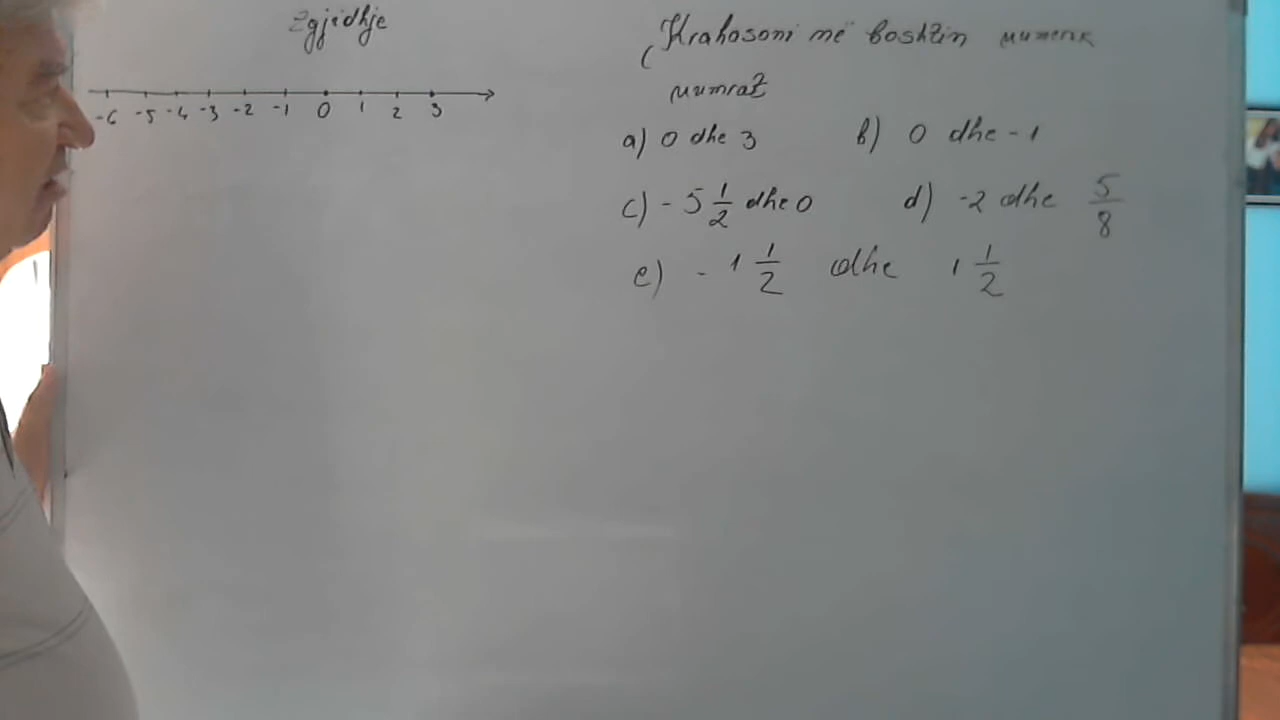 Zgjidhje
-6 -5 -4 -3 -2 -1 0 1 2 3
Krahasoni më boshtin numerik
numrat
a) 0 dhe 3 b) 0 dhe -1
c) -5 1/2 dhe 0 d) -2 dhe 5/8
e) -1 1/2 dhe 1 1/2